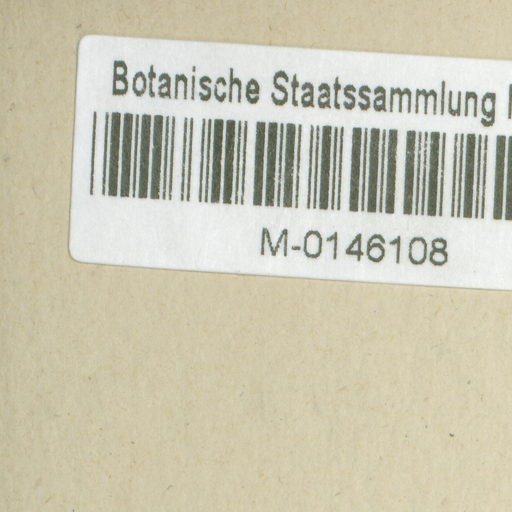 Botanische Staatssammlung
M-0146108